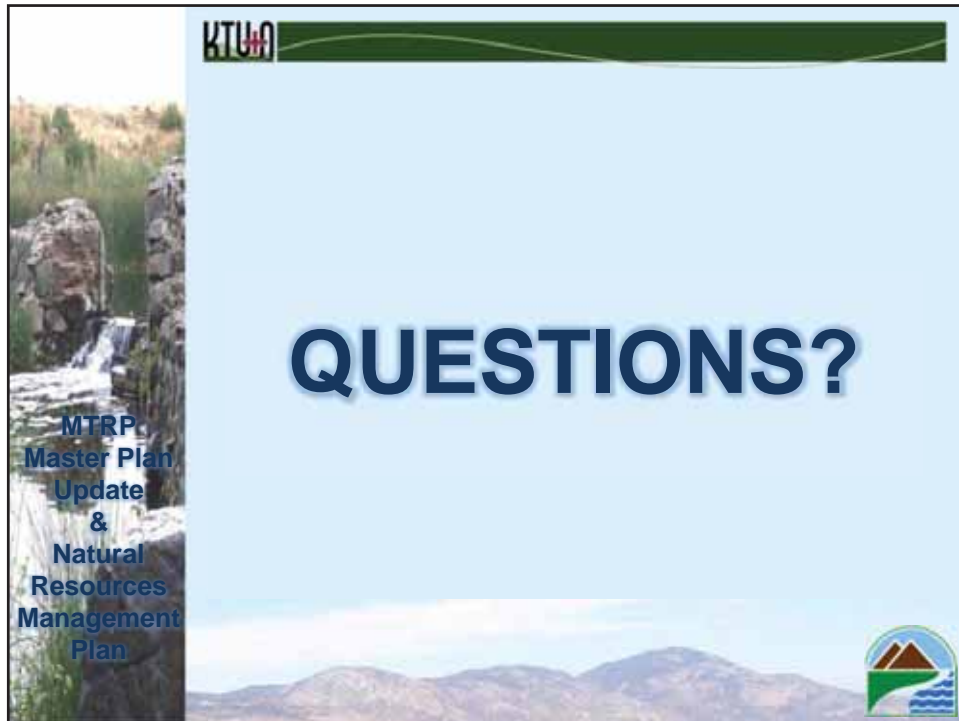 KTU+A
QUESTIONS?
MTRP
Master Plan
Update
&
Natural
Resources
Management
Plan